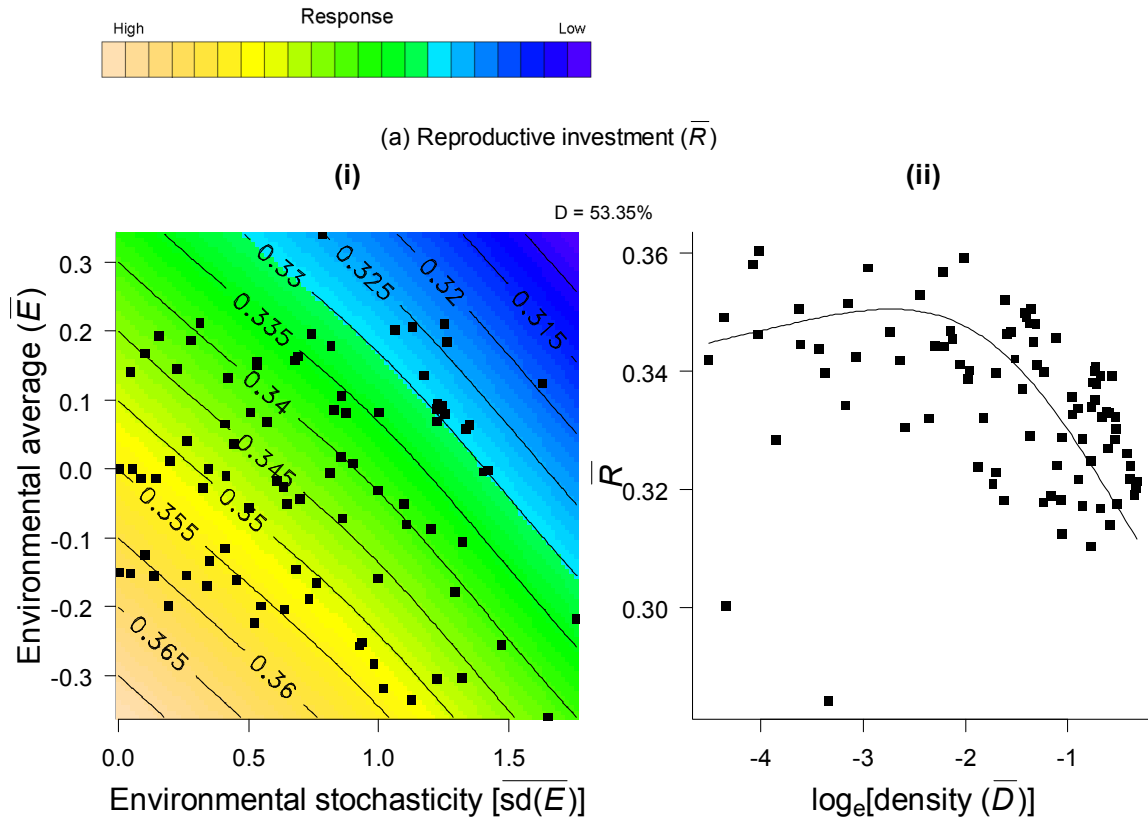 Response
High Low
(a) Reproductive investment (R̅)
(i) (ii)
D = 53.35%
0.3
0.2
0.1
0.0
-0.1
-0.2
-0.3
Environmental average (E̅)
0.33
0.325
0.32
0.315
0.335
0.34
0.345
0.35
0.355
0.36
0.365
0.0 0.5 1.0 1.5
Environmental stochasticity [s̅d̅(̅E̅)̅]
0.36
0.34
0.32
0.30
R̅
-4 -3 -2 -1
logₑ[density (D̅)]